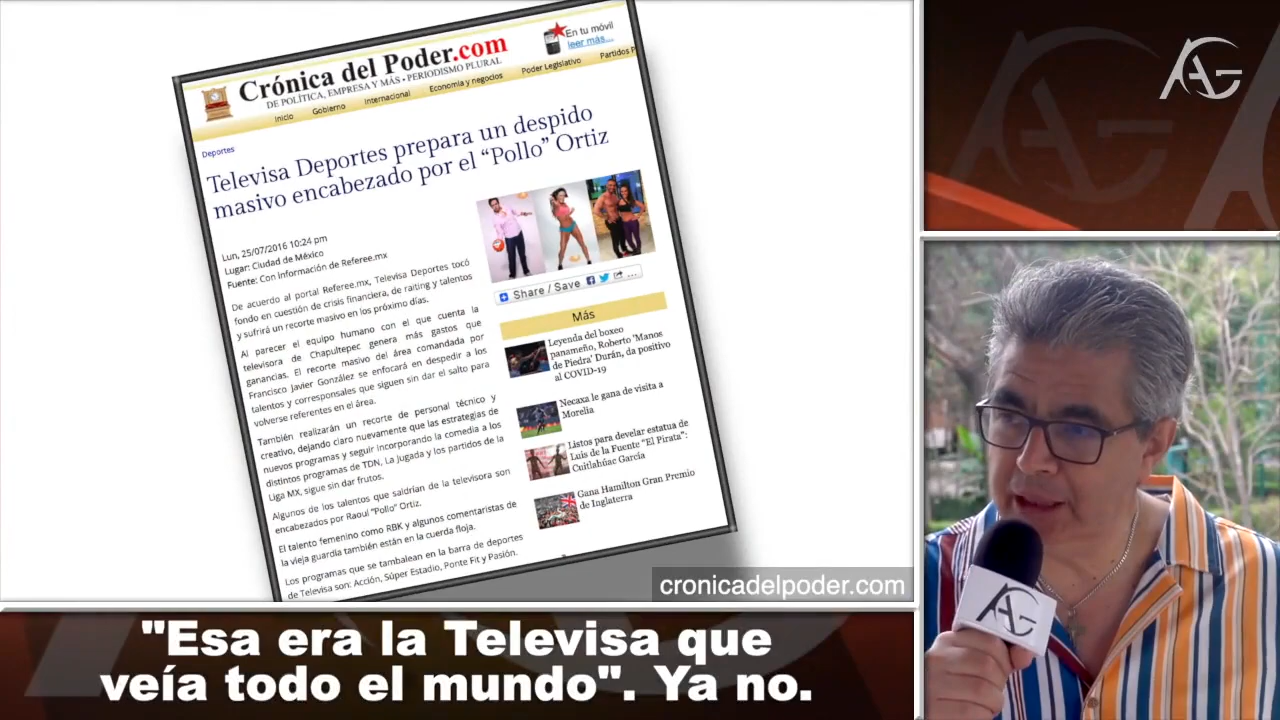 Crónica del Poder.com
DE POLÍTICA, EMPRESA Y MÁS • PERIODISMO PLURAL
En tu móvil
leer más...
Inicio Gobierno Internacional Economía y negocios Poder Legislativo Partidos P
Deportes
Televisa Deportes prepara un despido
masivo encabezado por el “Pollo” Ortiz
Lun, 25/07/2016 10:24 pm
Lugar: Ciudad de México
Fuente: Con información de Referee.mx
De acuerdo al portal Referee.mx, Televisa Deportes tocó
fondo en cuestión de crisis financiera, de raiting y talentos
y sufrirá un recorte masivo en los próximo días.
Al parecer el equipo humano con el que cuenta la
televisora de Chapultepec genera más gastos que
ganancias. El recorte masivo del área comandada por
Francisco Javier González se enfocará en despedir a los
talentos y corresponsales que siguen sin dar el salto para
volverse referentes en el área.
También realizarán un recorte de personal técnico y
creativo, dejando claro nuevamente que las estrategias de
nuevos programas y seguir incorporando la comedia a los
distintos programas de TDN, La Jugada y los partidos de la
Liga MX, sigue sin dar frutos.
Algunos de los talentos que saldrían de la televisora son
encabezados por Raoul “Pollo” Ortiz.
El talento femenino como RBK y algunos comentaristas de
la vieja guardia también están en la cuerda floja.
Los programas que se tambalean en la barra de deportes
de Televisa son: Acción, Súper Estadio, Ponte Fit y Pasión.
Share / Save
Más
Leyenda del boxeo
panameño, Roberto 'Manos
de Piedra' Durán, da positivo
al COVID-19
Necaxa le gana de visita a
Morelia
Listos para develar estatua de
Luis de la Fuente “El Pirata”:
Cuitláhuac García
Gana Hamilton Gran Premio
de Inglaterra
cronicadelpoder.com
AG
AG
"Esa era la Televisa que
veía todo el mundo". Ya no.